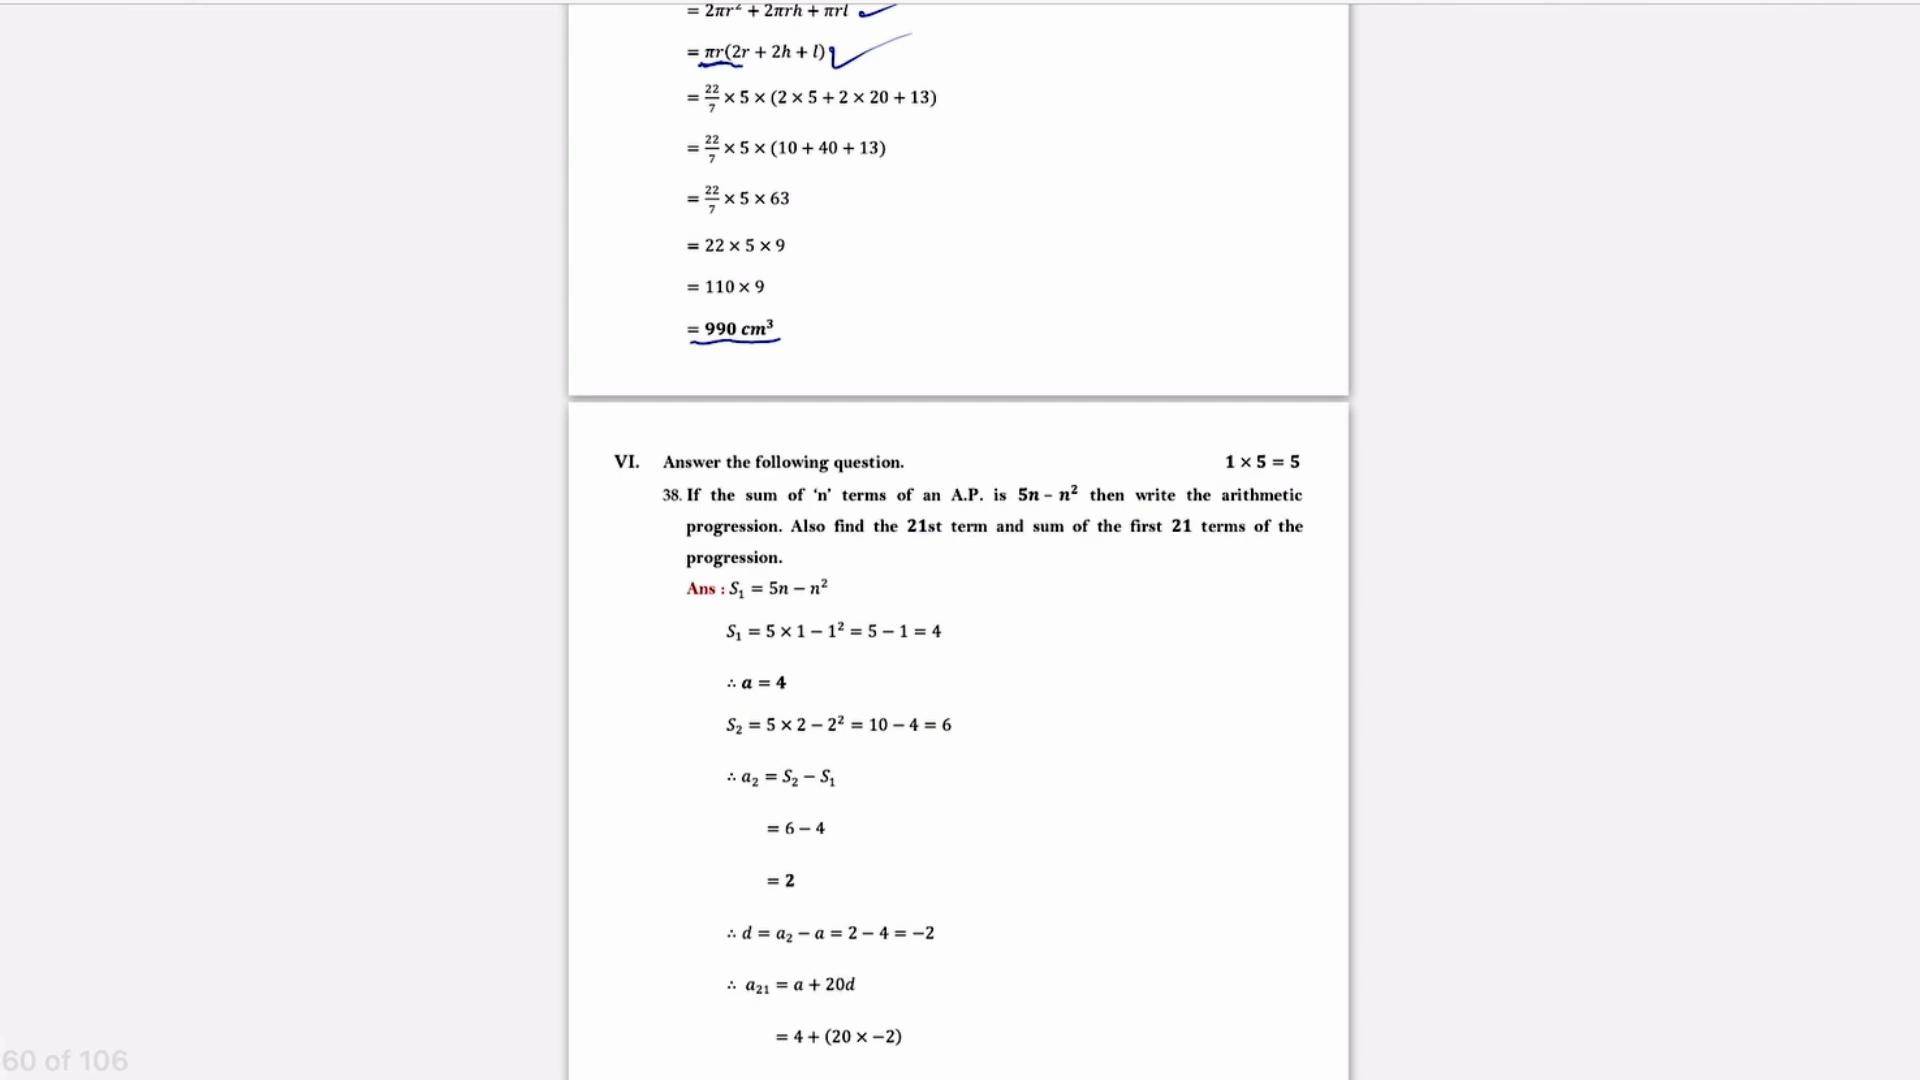 = 2πr² + 2πrh + πrl
= πr(2r + 2h + l)
= 22/7 × 5 × (2 × 5 + 2 × 20 + 13)
= 22/7 × 5 × (10 + 40 + 13)
= 22/7 × 5 × 63
= 22 × 5 × 9
= 110 × 9
= 990 cm³
VI. Answer the following question. 1 × 5 = 5
38. If the sum of ‘n’ terms of an A.P. is 5n – n² then write the arithmetic
progression. Also find the 21st term and sum of the first 21 terms of the
progression.
Ans : S₁ = 5n − n²
S₁ = 5 × 1 − 1² = 5 − 1 = 4
∴ a = 4
S₂ = 5 × 2 − 2² = 10 − 4 = 6
∴ a₂ = S₂ − S₁
= 6 − 4
= 2
∴ d = a₂ − a = 2 − 4 = −2
∴ a₂₁ = a + 20d
= 4 + (20 × −2)
60 of 106